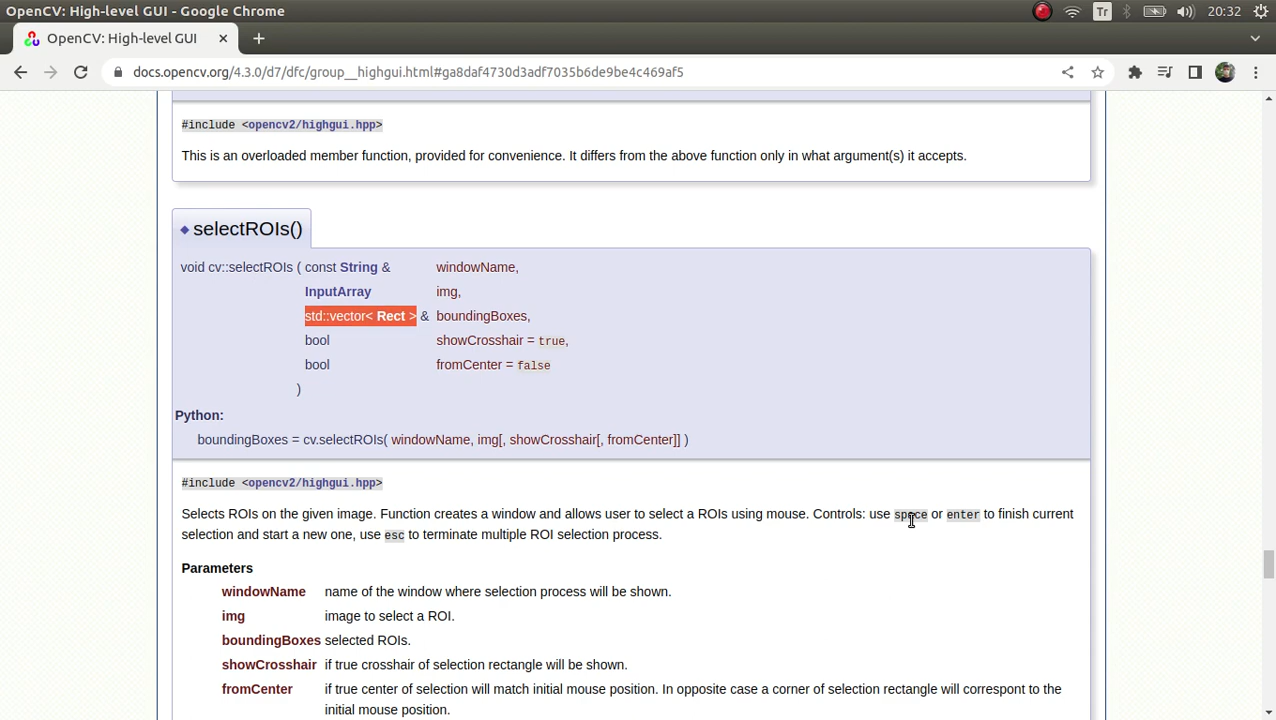 OpenCV: High-level GUI - Google Chrome
Tr
20:32
OpenCV: High-level GUI
docs.opencv.org/4.3.0/d7/dfc/group__highgui.html#ga8daf4730d3adf7035b6de9be4c469af5
#include <opencv2/highgui.hpp>
This is an overloaded member function, provided for convenience. It differs from the above function only in what argument(s) it accepts.
◆ selectROIs()
void cv::selectROIs ( const String & windowName,
InputArray img,
std::vector< Rect > & boundingBoxes,
bool showCrosshair = true,
bool fromCenter = false
)
Python:
boundingBoxes = cv.selectROIs( windowName, img[, showCrosshair[, fromCenter]] )
#include <opencv2/highgui.hpp>
Selects ROIs on the given image. Function creates a window and allows user to select a ROIs using mouse. Controls: use space or enter to finish current
selection and start a new one, use esc to terminate multiple ROI selection process.
Parameters
windowName name of the window where selection process will be shown.
img image to select a ROI.
boundingBoxes selected ROIs.
showCrosshair if true crosshair of selection rectangle will be shown.
fromCenter if true center of selection will match initial mouse position. In opposite case a corner of selection rectangle will correspont to the
initial mouse position.